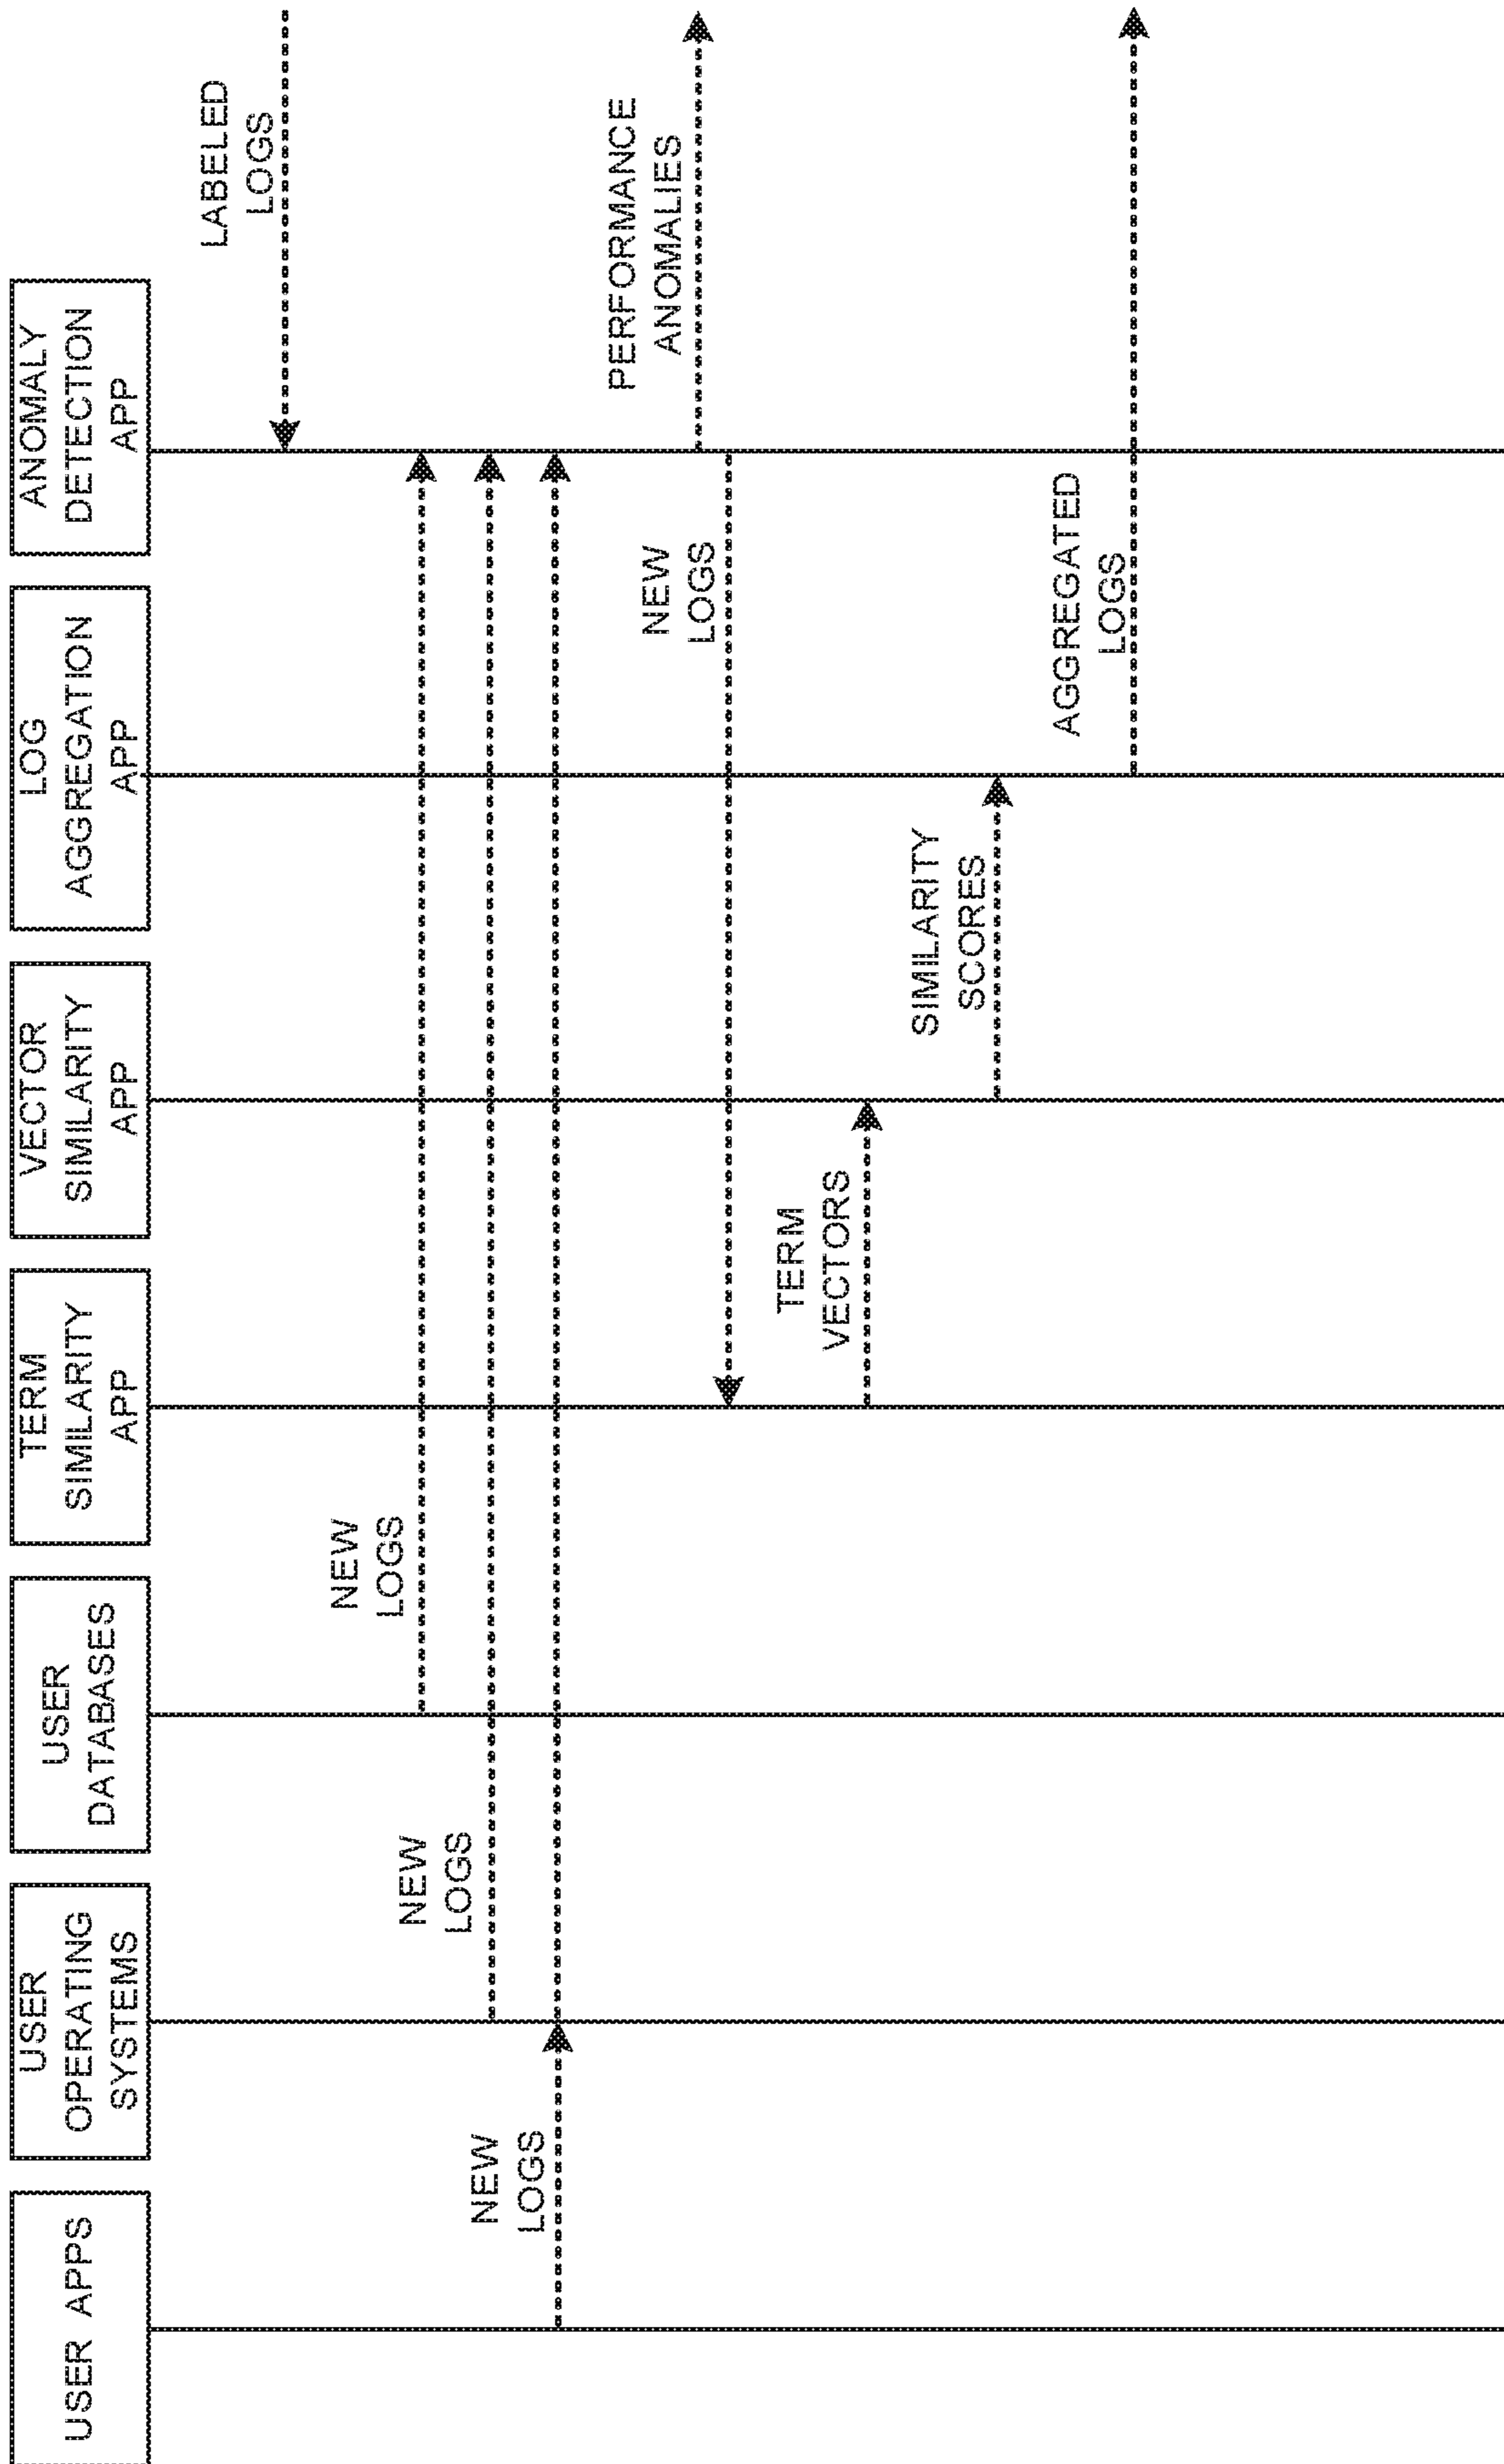 USER APPS
USER
OPERATING
SYSTEMS
USER
DATABASES
TERM
SIMILARITY
APP
VECTOR
SIMILARITY
APP
LOG
AGGREGATION
APP
ANOMALY
DETECTION
APP
LABELED
LOGS
NEW
LOGS
NEW
LOGS
NEW
LOGS
PERFORMANCE
ANOMALIES
NEW
LOGS
TERM
VECTORS
SIMILARITY
SCORES
AGGREGATED
LOGS